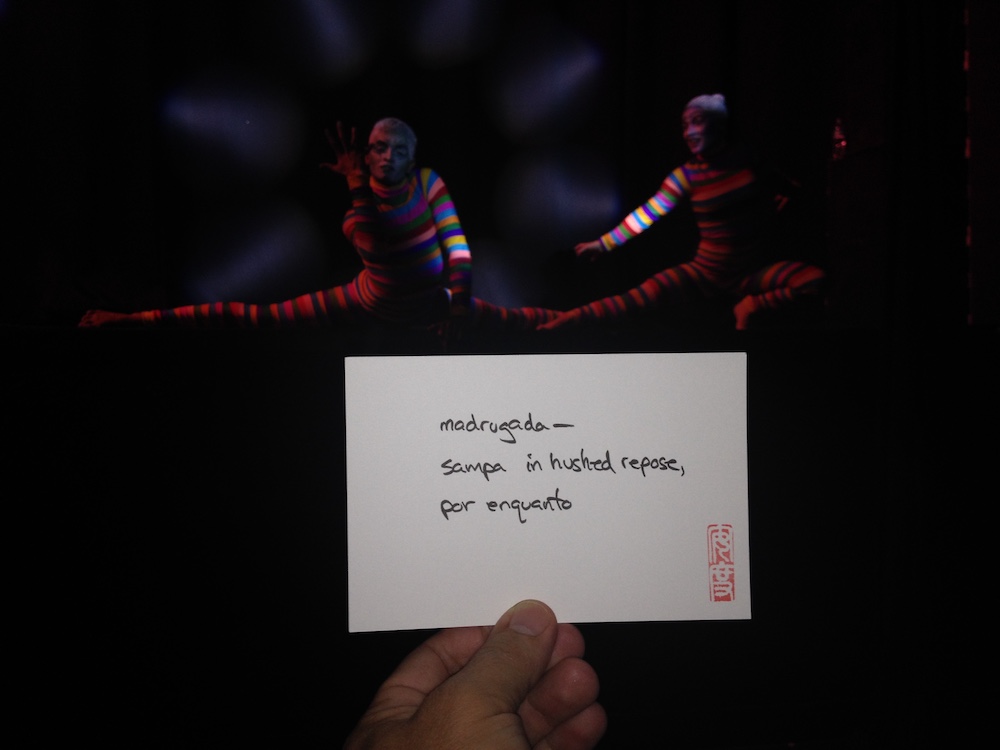 madrugada—
sampa in hushed repose,
por enquanto